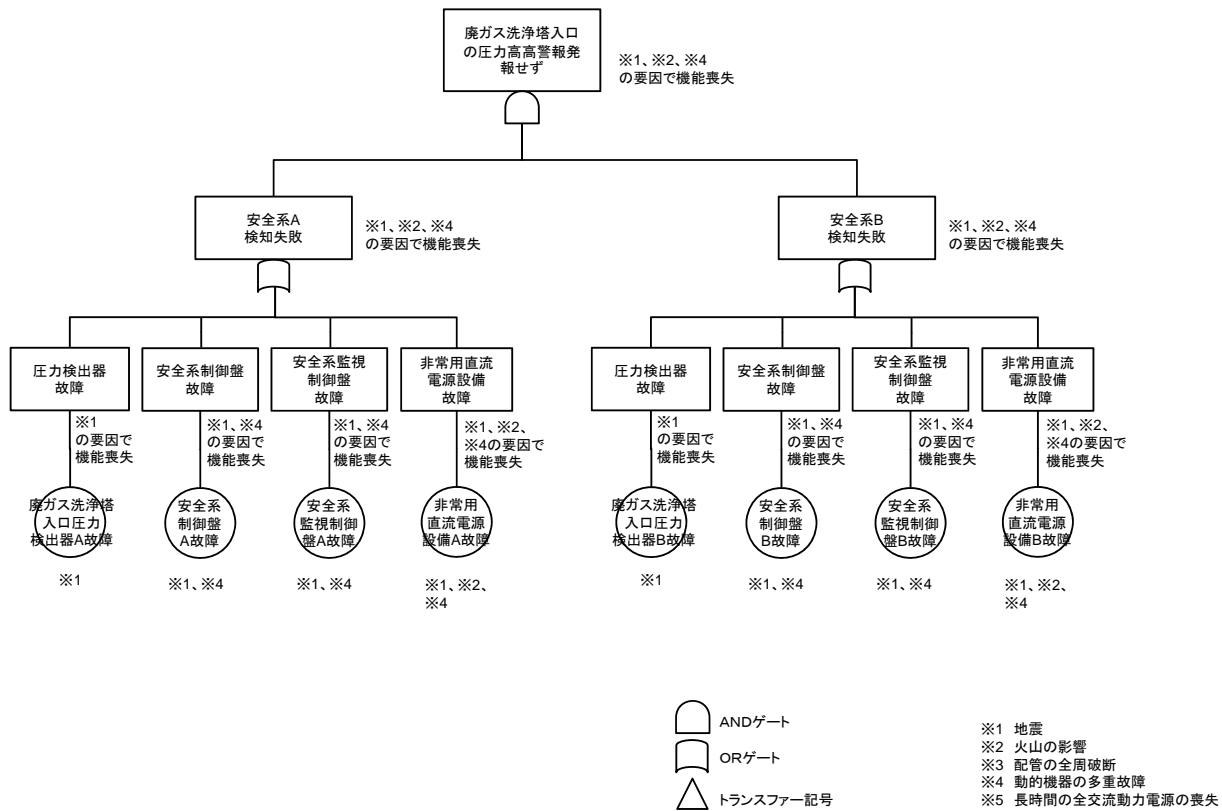 廃ガス洗浄塔入口
の圧力高高警報発
報せず
※1、※2、※4
の要因で機能喪失
安全系A
検知失敗
※1、※2、※4
の要因で機能喪失
安全系B
検知失敗
※1、※2、※4
の要因で機能喪失
圧力検出器
故障
安全系制御盤
故障
安全系監視
制御盤
故障
非常用直流
電源設備
故障
圧力検出器
故障
安全系制御盤
故障
安全系監視
制御盤
故障
非常用直流
電源設備
故障
※1
の要因で
機能喪失
※1、※4
の要因で
機能喪失
※1、※4
の要因で
機能喪失
※1、※2、
※4の要因で
機能喪失
※1
の要因で
機能喪失
※1、※4
の要因で
機能喪失
※1、※4
の要因で
機能喪失
※1、※2、
※4の要因で
機能喪失
廃ガス洗浄塔
入口圧力
検出器A故障
安全系
制御盤
A故障
安全系
監視制御
盤A故障
非常用
直流電源
設備A故障
廃ガス洗浄塔
入口圧力
検出器B故障
安全系
制御盤
B故障
安全系
監視制御
盤B故障
非常用
直流電源
設備B故障
※1
※1、※4
※1、※4
※1、※2、
※4
※1
※1、※4
※1、※4
※1、※2、
※4
ANDゲート
ORゲート
トランスファー記号
※1 地震
※2 火山の影響
※3 配管の全周破断
※4 動的機器の多重故障
※5 長時間の全交流動力電源の喪失